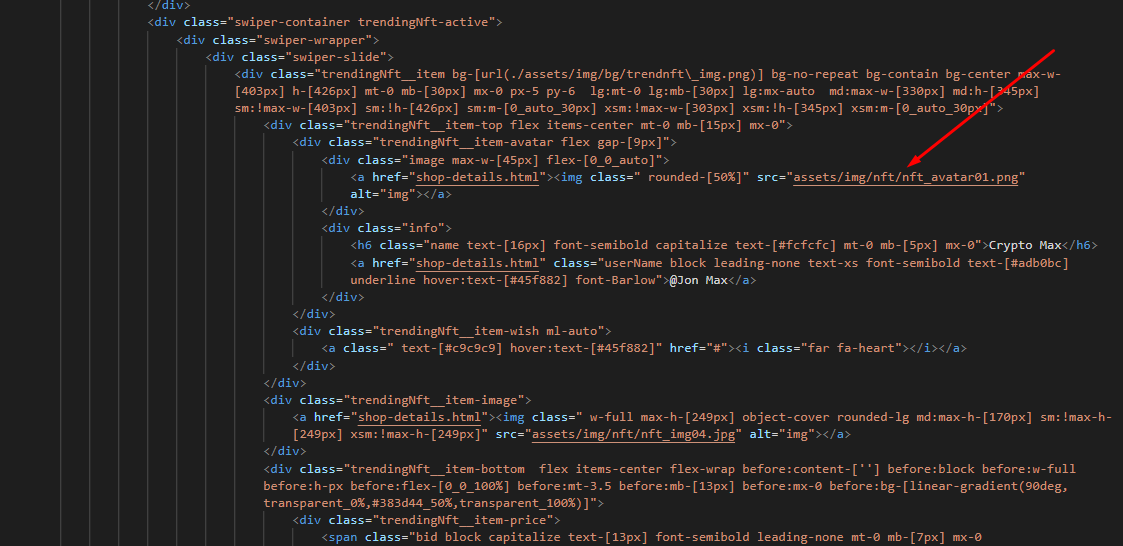 </div>
<div class="swiper-container trendingNft-active">
<div class="swiper-wrapper">
<div class="swiper-slide">
<div class="trendingNft__item bg-[url(./assets/img/bg/trendnft\_img.png)] bg-no-repeat bg-contain bg-center max-w-
[403px] h-[426px] mt-0 mb-[30px] mx-0 px-5 py-6  lg:mt-0 lg:mb-[30px] lg:mx-auto  md:max-w-[330px] md:h-[345px]
sm:!max-w-[403px] sm:!h-[426px] sm:m-[0_auto_30px] xsm:!max-w-[303px] xsm:!h-[345px] xsm:m-[0_auto_30px]">
<div class="trendingNft__item-top flex items-center mt-0 mb-[15px] mx-0">
<div class="trendingNft__item-avatar flex gap-[9px]">
<div class="image max-w-[45px] flex-[0_0_auto]">
<a href="shop-details.html"><img class=" rounded-[50%]" src="assets/img/nft/nft_avatar01.png"
alt="img"></a>
</div>
<div class="info">
<h6 class="name text-[16px] font-semibold capitalize text-[#fcfcfc] mt-0 mb-[5px] mx-0">Crypto Max</h6>
<a href="shop-details.html" class="userName block leading-none text-xs font-semibold text-[#adb0bc]
underline hover:text-[#45f882] font-Barlow">@Jon Max</a>
</div>
</div>
<div class="trendingNft__item-wish ml-auto">
<a class=" text-[#c9c9c9] hover:text-[#45f882]" href="#"><i class="far fa-heart"></i></a>
</div>
</div>
<div class="trendingNft__item-image">
<a href="shop-details.html"><img class=" w-full max-h-[249px] object-cover rounded-lg md:max-h-[170px] sm:!max-h-
[249px] xsm:!max-h-[249px]" src="assets/img/nft/nft_img04.jpg" alt="img"></a>
</div>
<div class="trendingNft__item-bottom  flex items-center flex-wrap before:content-[''] before:block before:w-full
before:h-px before:flex-[0_0_100%] before:mt-3.5 before:mb-[13px] before:mx-0 before:bg-[linear-gradient(90deg,
transparent_0%,#383d44_50%,transparent_100%)]">
<div class="trendingNft__item-price">
<span class="bid block capitalize text-[13px] font-semibold leading-none mt-0 mb-[7px] mx-0